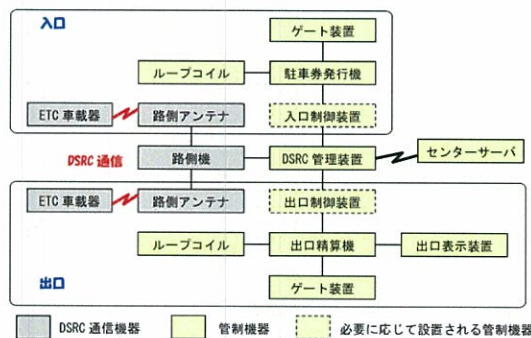 入口
ゲート装置
ループコイル
駐車券発行機
ETC 車載器
路側アンテナ
入口制御装置
DSRC 通信
路側機
DSRC 管理装置
センターサーバ
ETC 車載器
路側アンテナ
出口制御装置
ループコイル
出口精算機
出口表示装置
出口
ゲート装置
DSRC 通信機器
管制機器
必要に応じて設置される管制機器